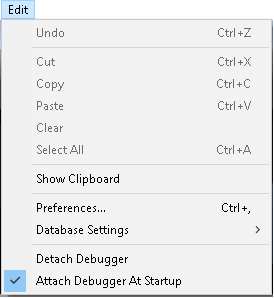 Edit
Undo Ctrl+Z
Cut Ctrl+X
Copy Ctrl+C
Paste Ctrl+V
Clear
Select All Ctrl+A
Show Clipboard
Preferences... Ctrl+,
Database Settings
Detach Debugger
Attach Debugger At Startup